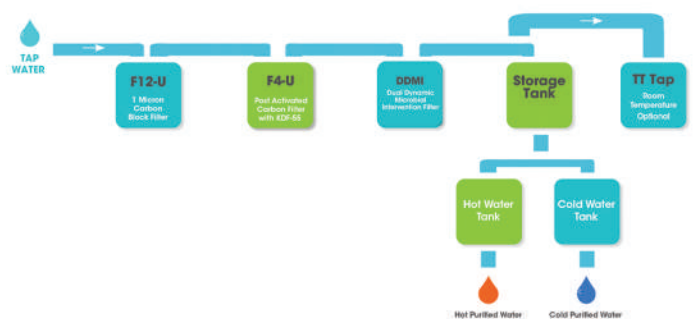 TAP
WATER
F12-U
1 Micron
Carbon
Block Filter
F4-U
Post Activated
Carbon Filter
with KDF-55
DDMI
Dual Dynamic
Microbial
Intervention Filter
Storage
Tank
TT Tap
Room
Temperature
Optional
Hot Water
Tank
Cold Water
Tank
Hot Purified Water
Cold Purified Water